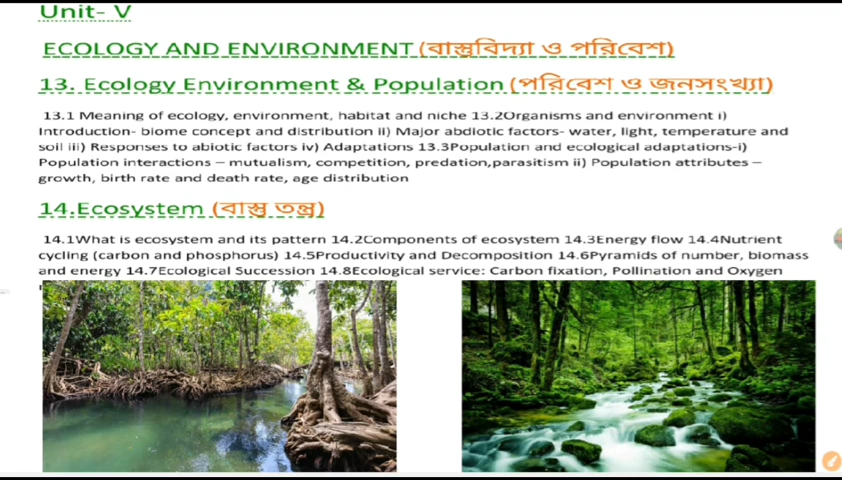 Unit- V
ECOLOGY AND ENVIRONMENT (বাস্তুবিদ্যা ও পরিবেশ)
13. Ecology Environment & Population (পরিবেশ ও জনসংখ্যা)
13.1 Meaning of ecology, environment, habitat and niche 13.2Organisms and environment i)
Introduction- biome concept and distribution ii) Major abdiotic factors- water, light, temperature and
soil iii) Responses to abiotic factors iv) Adaptations 13.3Population and ecological adaptations-i)
Population interactions – mutualism, competition, predation,parasitism ii) Population attributes –
growth, birth rate and death rate, age distribution
14.Ecosystem (বাস্তু তন্ত্র)
14.1What is ecosystem and its pattern 14.2Components of ecosystem 14.3Energy flow 14.4Nutrient
cycling (carbon and phosphorus) 14.5Productivity and Decomposition 14.6Pyramids of number, biomass
and energy 14.7Ecological Succession 14.8Ecological service: Carbon fixation, Pollination and Oxygen